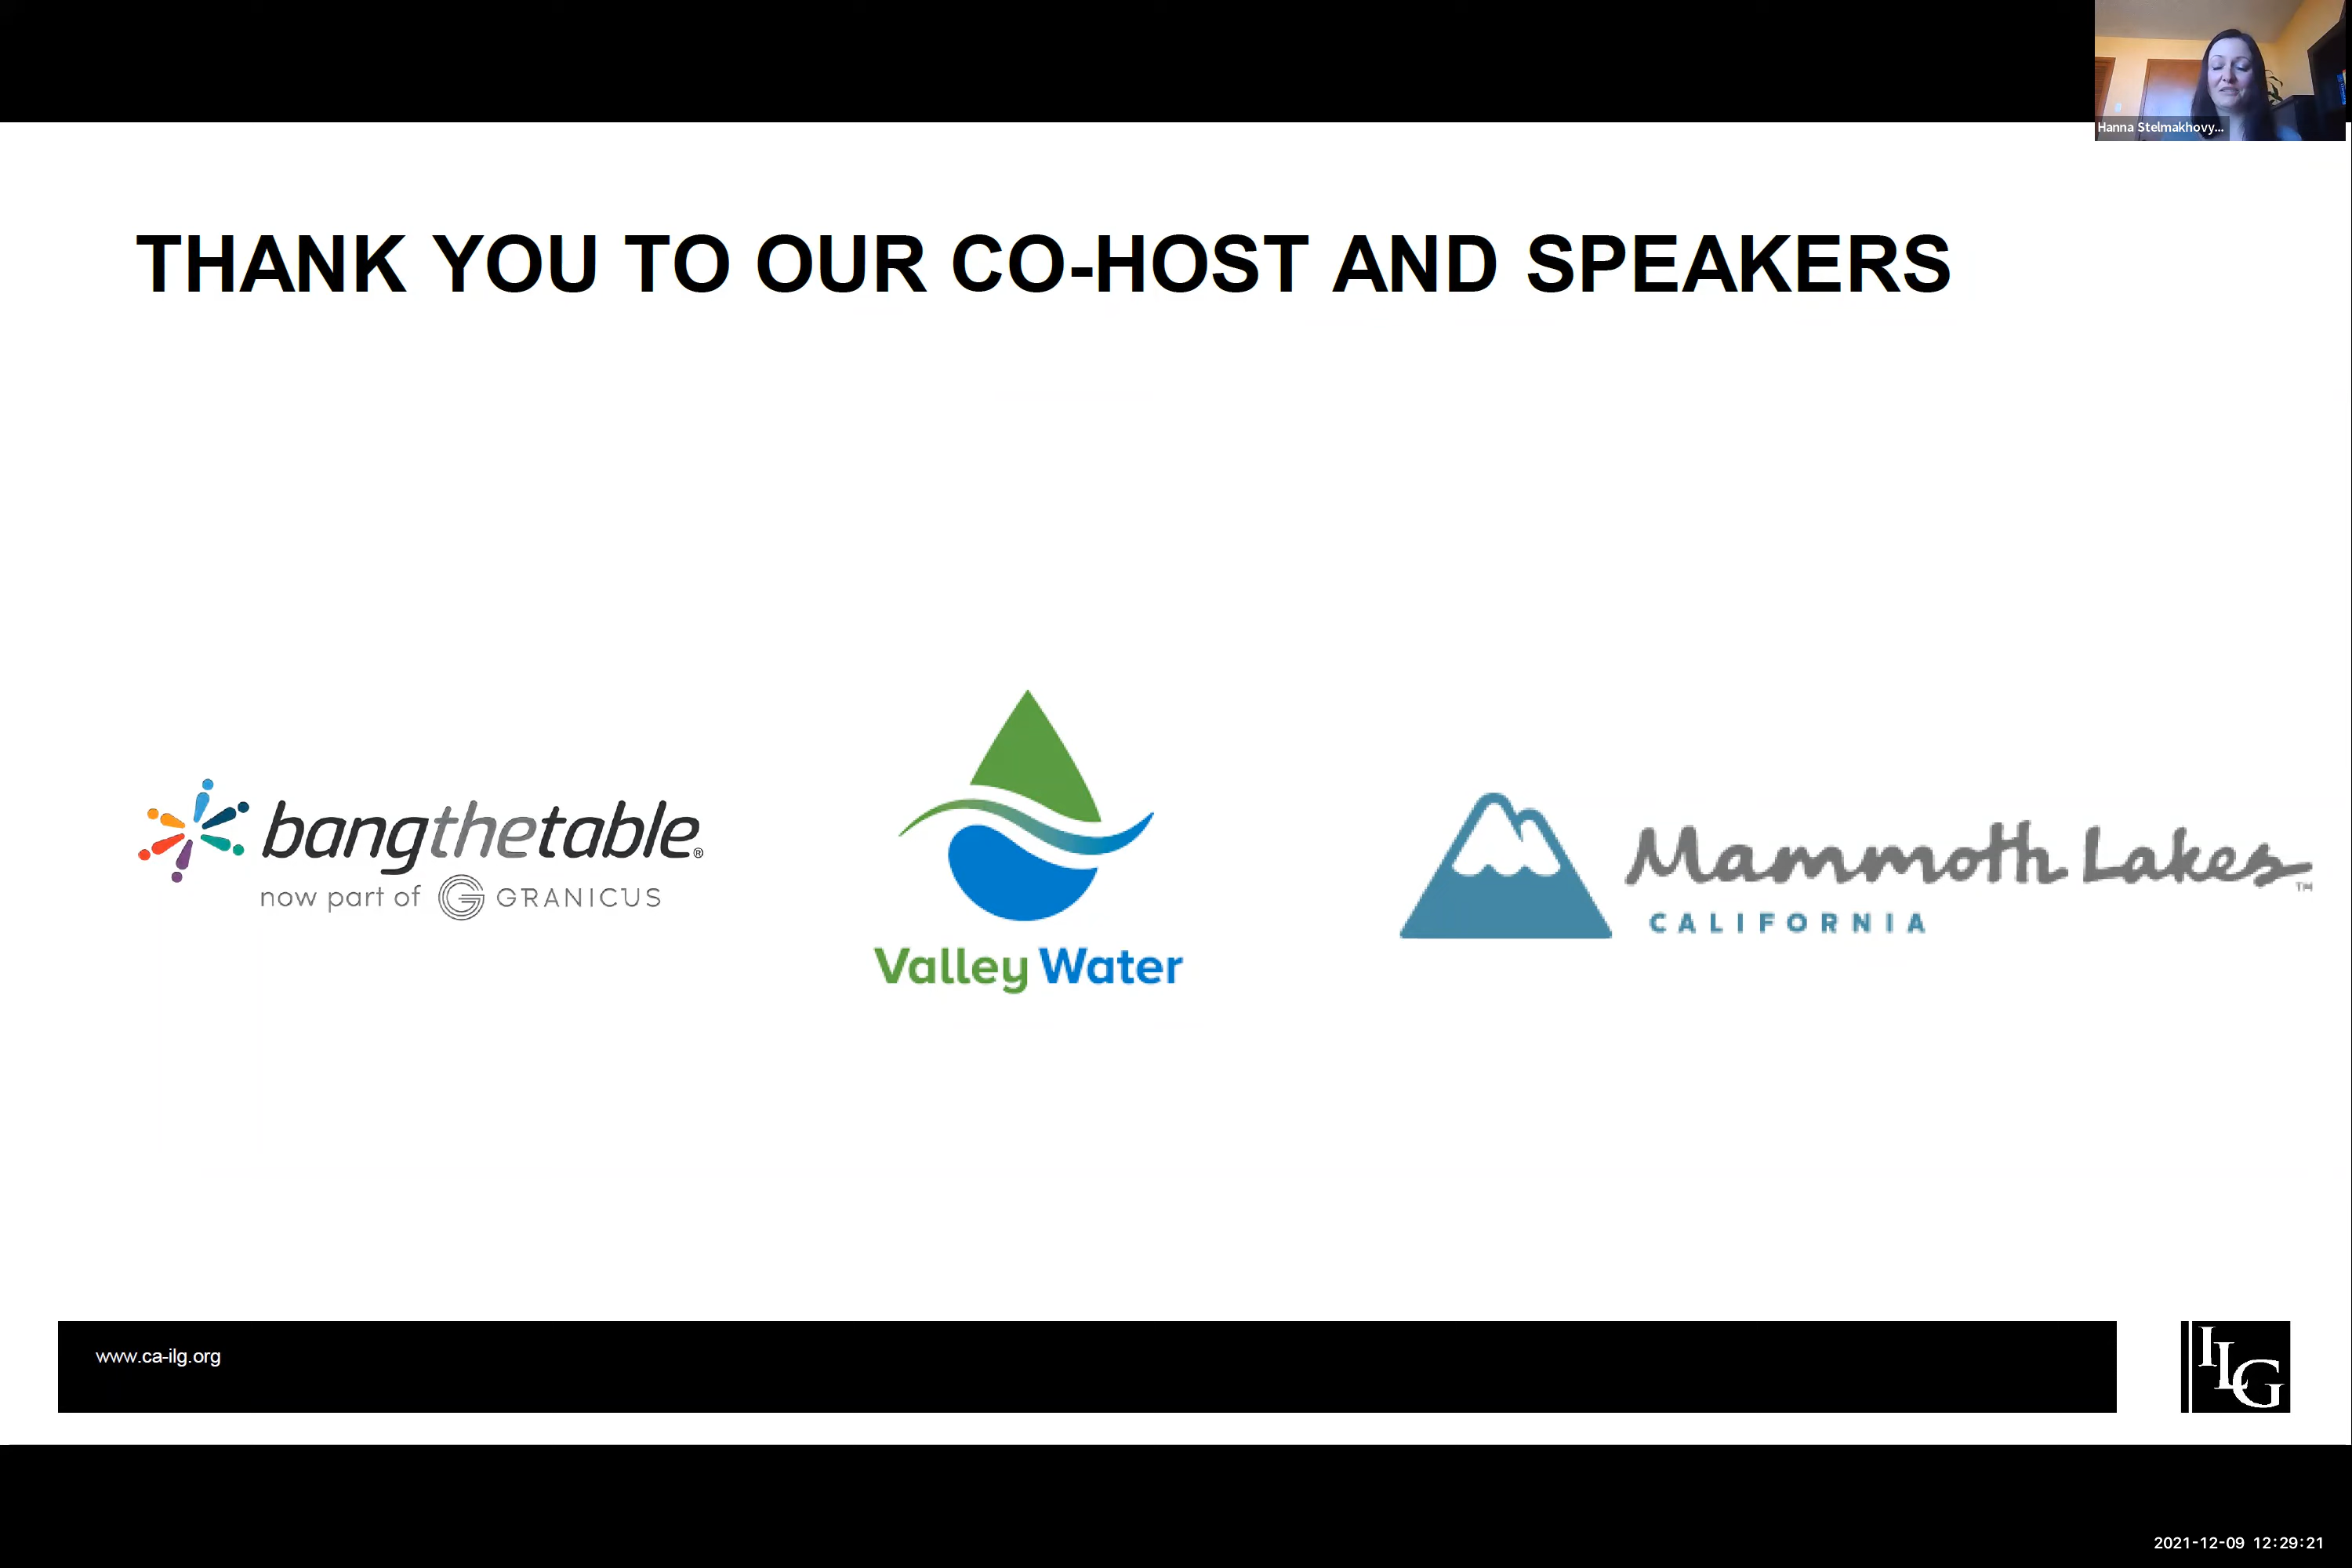 Hanna Stelmakhovy...
THANK YOU TO OUR CO-HOST AND SPEAKERS
bangthetable®
now part of G GRANICUS
Valley Water
Mammoth Lakes™
CALIFORNIA
www.ca-ilg.org
ILG
2021-12-09 12:29:21